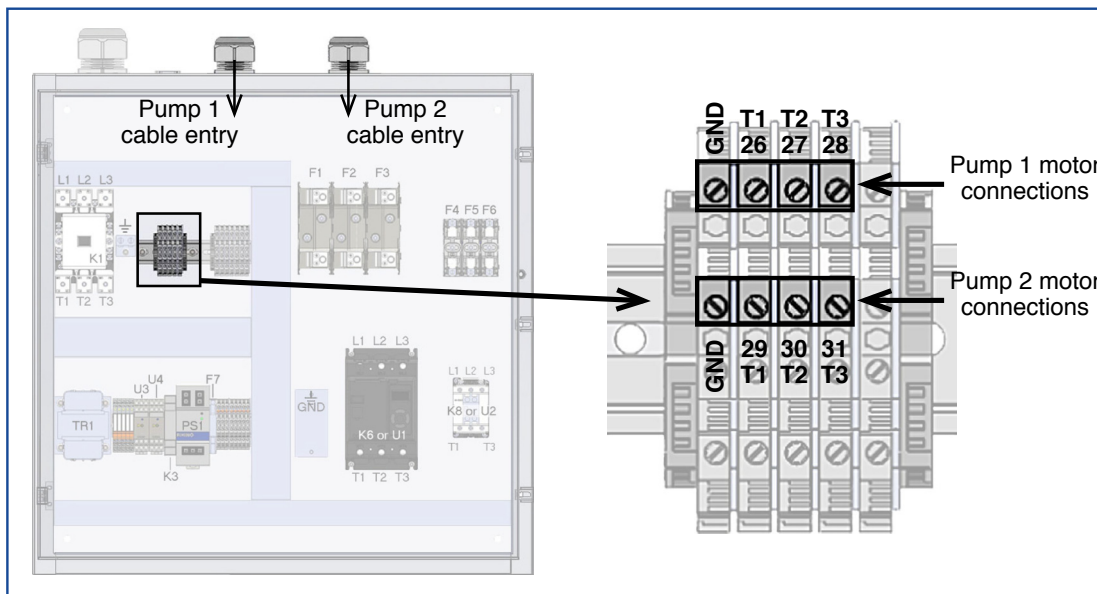 Pump 1
cable entry
Pump 2
cable entry
L1 L2 L3
K1
T1 T2 T3
F1 F2 F3
F4 F5 F6
U3 U4 F7
TR1
PS1
K3
GND
L1 L2 L3
K6 or U1
T1 T2 T3
L1 L2 L3
K8 or U2
T1 T3
GND T1 T2 T3
26 27 28
Pump 1 motor
connections
Pump 2 motor
connections
GND 29 30 31
T1 T2 T3